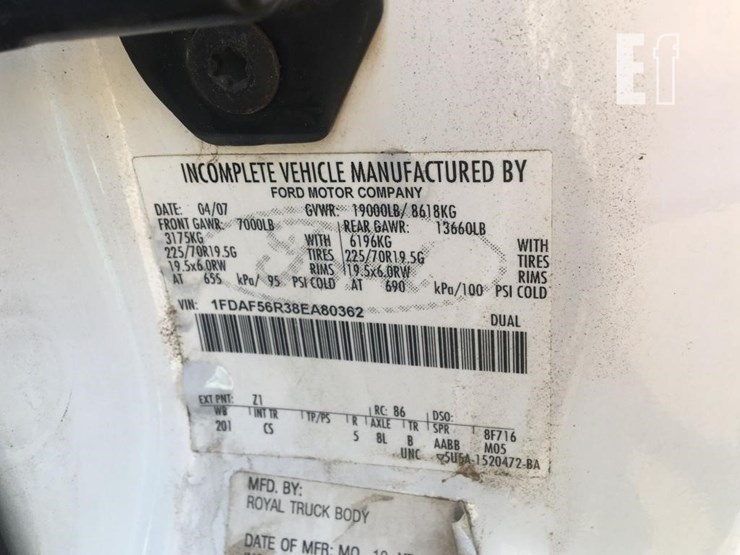 Ef
INCOMPLETE VEHICLE MANUFACTURED BY
FORD MOTOR COMPANY
DATE: 04/07 GVWR: 19000LB/ 8618KG
FRONT GAWR: 7000LB REAR GAWR: 13660LB
3175KG WITH 6196KG WITH
225/70R19.5G TIRES 225/70R19.5G TIRES
19.5x6.0RW RIMS 19.5x6.0RW RIMS
AT 655 kPa/ 95 PSI COLD AT 690 kPa/100 PSI COLD
VIN: 1FDAF56R38EA80362 DUAL
EXT PNT: Z1 RC: 86 DSO:
WB INT TR TP/PS R AXLE TR SPR 8F716
201 CS 5 8L B AABB M05
UNC 5U5A-1520472-BA
MFD. BY:
ROYAL TRUCK BODY
DATE OF MFR: MO.